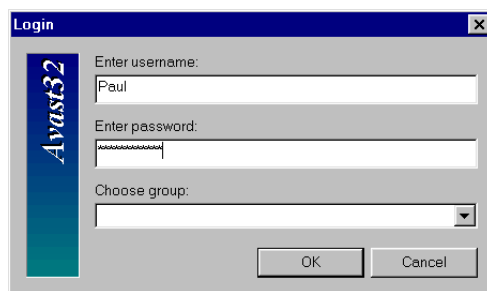 Login
Avast32
Enter username:
Paul
Enter password:
************
Choose group:
OK
Cancel